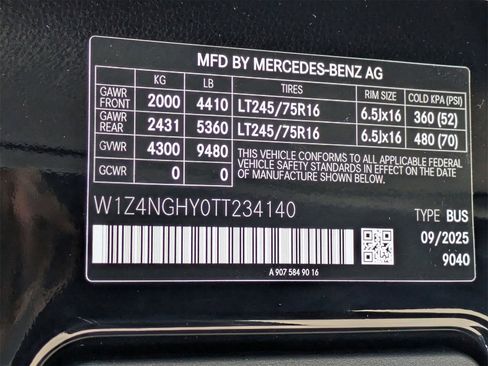 MFD BY MERCEDES-BENZ AG
KG LB TIRES RIM SIZE COLD KPA (PSI)
GAWR FRONT 2000 4410 LT245/75R16 6.5Jx16 360 (52)
GAWR REAR 2431 5360 LT245/75R16 6.5Jx16 480 (70)
GVWR 4300 9480
GCWR 0 0
THIS VEHICLE CONFORMS TO ALL APPLICABLE FEDERAL
MOTOR VEHICLE SAFETY STANDARDS IN EFFECT ON THE
DATE OF MANUFACTURE SHOWN ABOVE.
W1Z4NGHY0TT234140
TYPE BUS
09/2025
9040
A 907 584 90 16